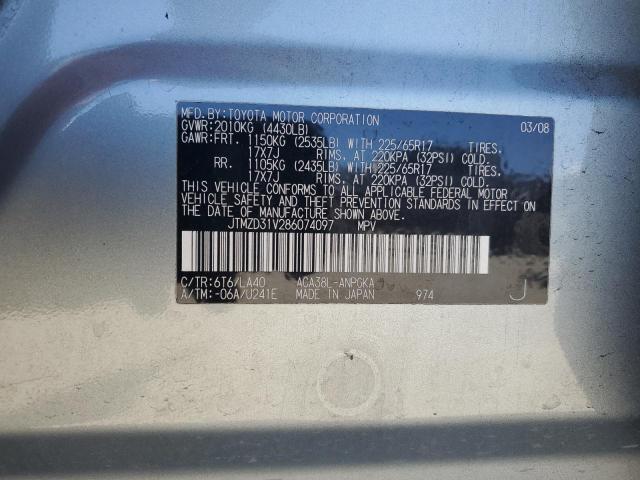 MFD.BY:TOYOTA MOTOR CORPORATION 03/08
GVWR:2010KG (4430LB)
GAWR:FRT. 1150KG (2535LB) WITH 225/65R17 TIRES.
17X7J RIMS, AT 220KPA (32PSI) COLD.
RR. 1105KG (2435LB) WITH 225/65R17 TIRES.
17X7J RIMS, AT 220KPA (32PSI) COLD.
THIS VEHICLE CONFORMS TO ALL APPLICABLE FEDERAL MOTOR
VEHICLE SAFETY AND THEFT PREVENTION STANDARDS IN EFFECT ON
THE DATE OF MANUFACTURE SHOWN ABOVE.
JTMZD31V286074097 MPV
C/TR:6T6/LA40 ACA38L-ANPGKA
A/TM:-06A/U241E MADE IN JAPAN 974 J